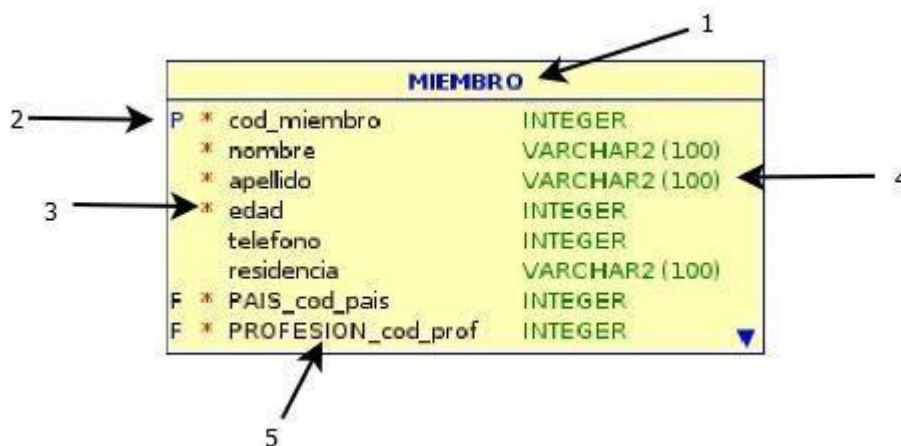 1
MIEMBRO
2 P * cod_miembro INTEGER
* nombre VARCHAR2 (100)
* apellido VARCHAR2 (100) 4
3 * edad INTEGER
telefono INTEGER
residencia VARCHAR2 (100)
F * PAIS_cod_pais INTEGER
F * PROFESION_cod_prof INTEGER
5